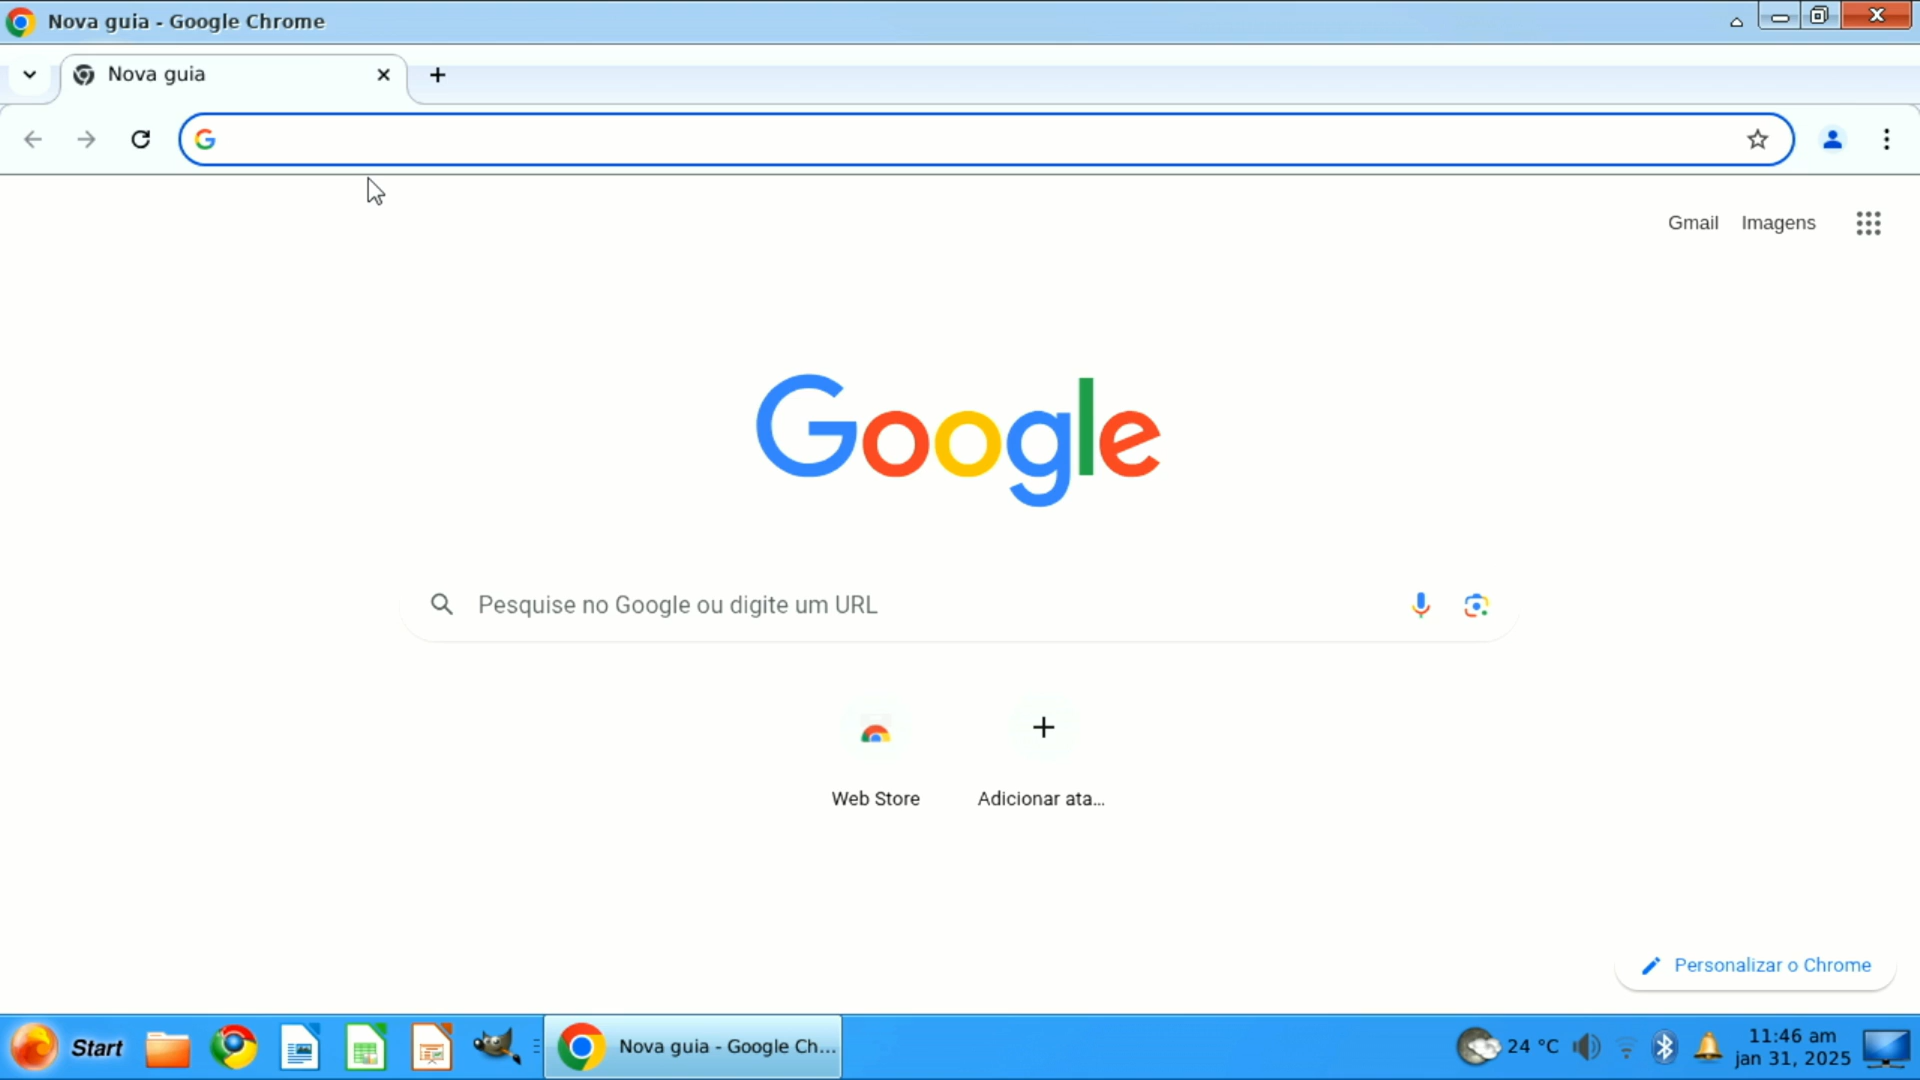 Nova guia - Google Chrome
Nova guia
Gmail Imagens
Google
Pesquise no Google ou digite um URL
Web Store Adicionar ata...
Personalizar o Chrome
Start Nova guia - Google Ch... 24 °C 11:46 am
jan 31, 2025